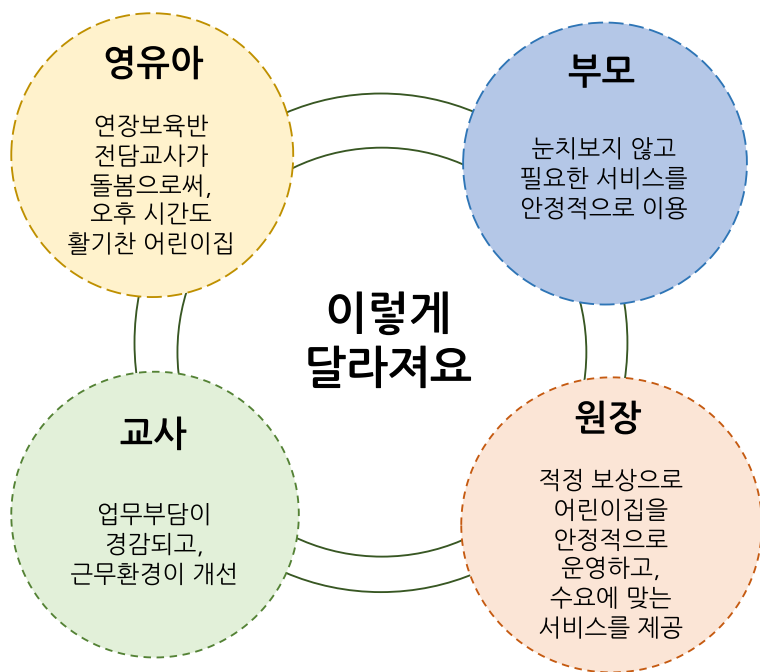 영유아
연장보육반
전담교사가
돌봄으로써,
오후 시간도
활기찬 어린이집
부모
눈치보지 않고
필요한 서비스를
안정적으로 이용
이렇게
달라져요
교사
업무부담이
경감되고,
근무환경이 개선
원장
적정 보상으로
어린이집을
안정적으로
운영하고,
수요에 맞는
서비스를 제공